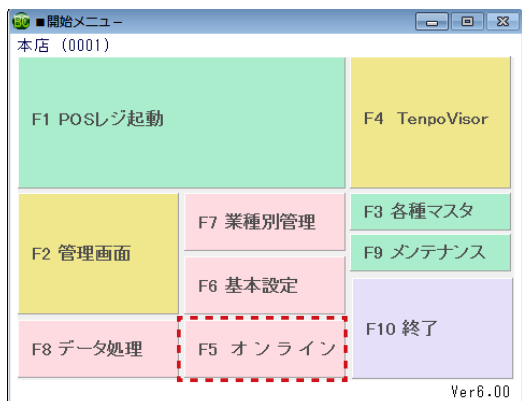 ■開始メニュー
本店 (0001)
F1 POSレジ起動
F4 TenpoVisor
F2 管理画面
F7 業種別管理
F3 各種マスタ
F9 メンテナンス
F6 基本設定
F10 終了
F8 データ処理
F5 オンライン
Ver6.00